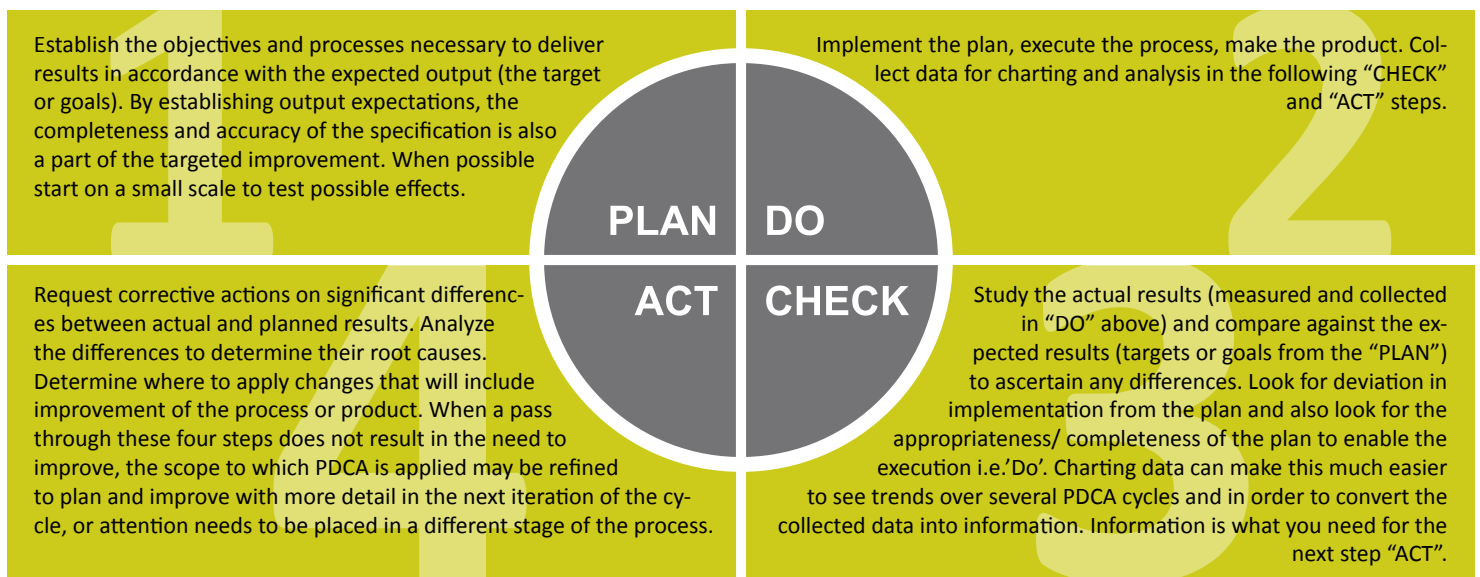 1
Establish the objectives and processes necessary to deliver
results in accordance with the expected output (the target
or goals). By establishing output expectations, the
completeness and accuracy of the specification is also
a part of the targeted improvement. When possible
start on a small scale to test possible effects.
PLAN
2
Implement the plan, execute the process, make the product. Col-
lect data for charting and analysis in the following “CHECK”
and “ACT” steps.
DO
3
CHECK
Study the actual results (measured and collected
in “DO” above) and compare against the ex-
pected results (targets or goals from the “PLAN”)
to ascertain any differences. Look for deviation in
implementation from the plan and also look for the
appropriateness/ completeness of the plan to enable the
execution i.e.’Do’. Charting data can make this much easier
to see trends over several PDCA cycles and in order to convert the
collected data into information. Information is what you need for the
next step “ACT”.
4
ACT
Request corrective actions on significant differenc-
es between actual and planned results. Analyze
the differences to determine their root causes.
Determine where to apply changes that will include
improvement of the process or product. When a pass
through these four steps does not result in the need to
improve, the scope to which PDCA is applied may be refined
to plan and improve with more detail in the next iteration of the cy-
cle, or attention needs to be placed in a different stage of the process.